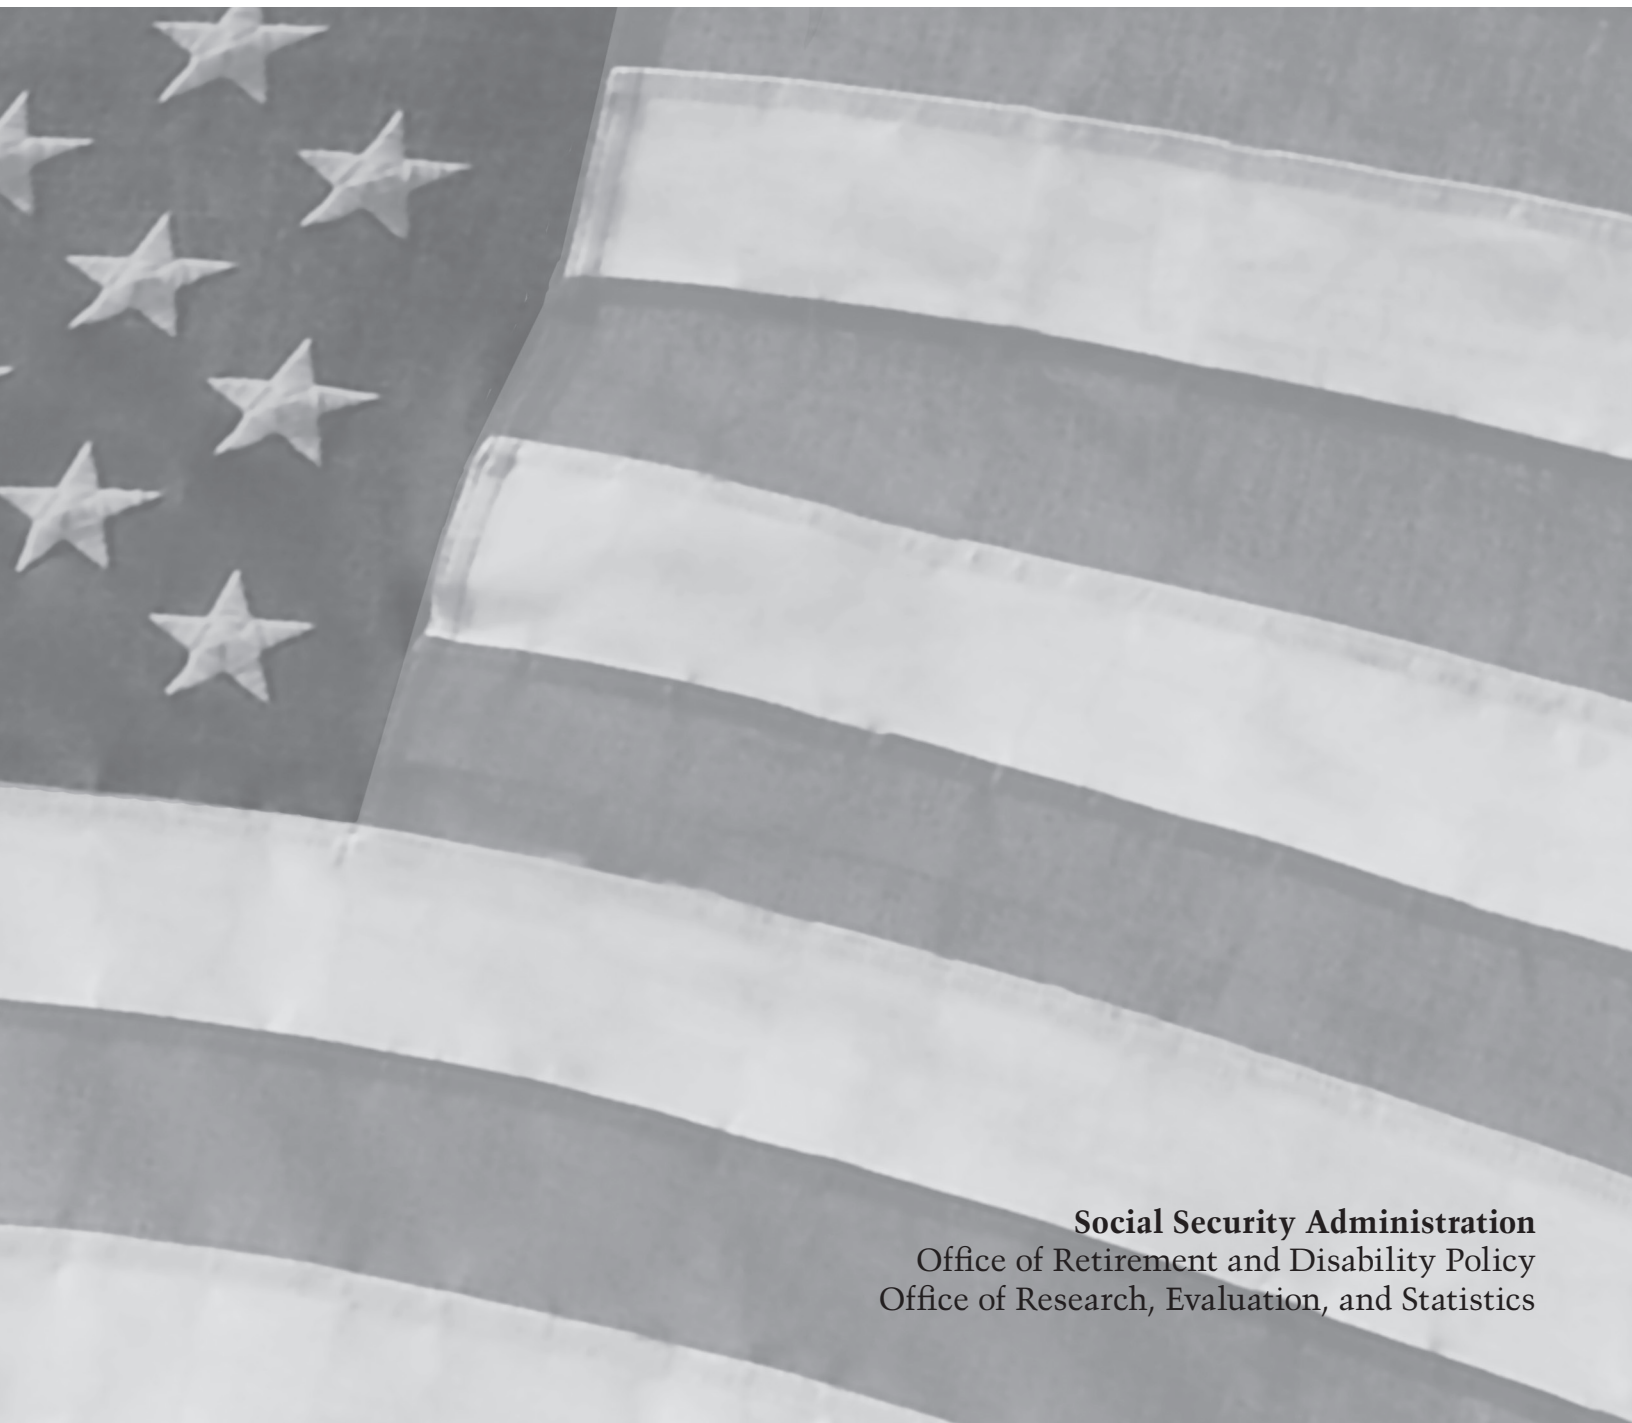 Social Security Administration
Office of Retirement and Disability Policy
Office of Research, Evaluation, and Statistics